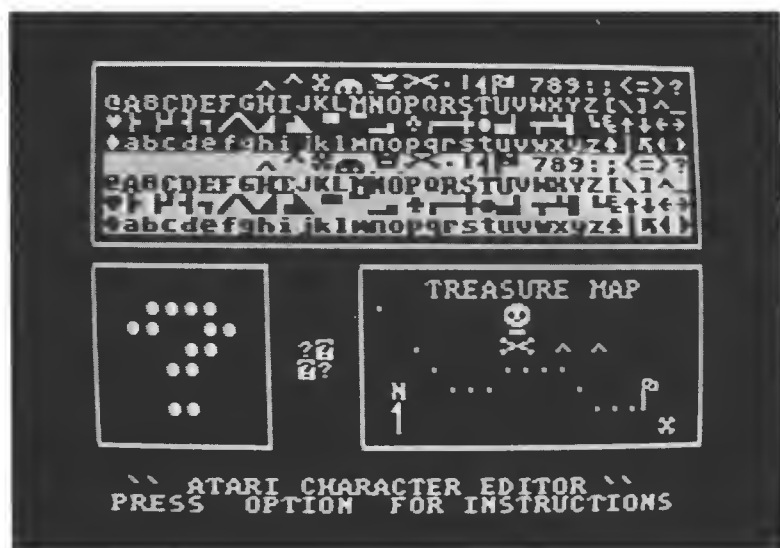 789:;<=>?
@ABCDEFGHIJKLMNOPQRSTUVWXYZ[\]^_
abcdefghijklmnopqrstuvwxyz
789:;<=>?
@ABCDEFGHIJKLMNOPQRSTUVWXYZ[\]^_
abcdefghijklmnopqrstuvwxyz
?
TREASURE MAP
??
??
N
`` ATARI CHARACTER EDITOR ``
PRESS OPTION FOR INSTRUCTIONS